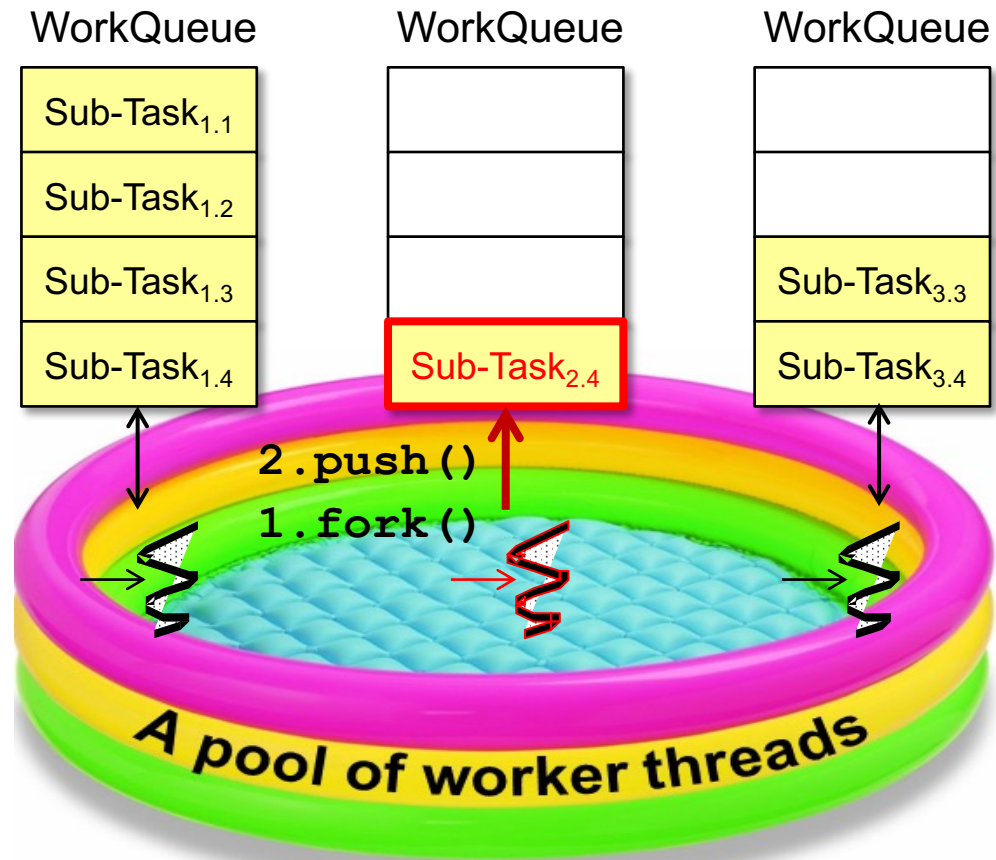 WorkQueue WorkQueue WorkQueue
Sub-Task1.1
Sub-Task1.2
Sub-Task1.3 Sub-Task3.3
Sub-Task1.4 Sub-Task2.4 Sub-Task3.4
2.push()
1.fork()
A pool of worker threads